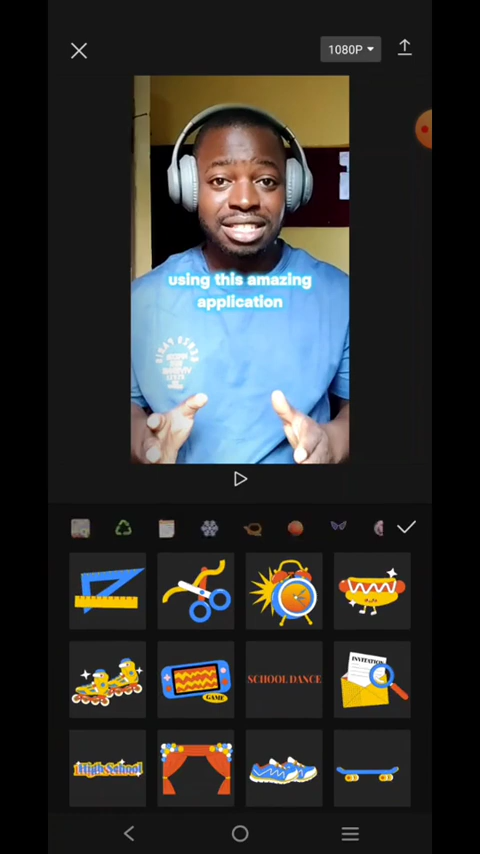 1080P
using this amazing
application
INVITATION
GAME
SCHOOL DANCE
High School